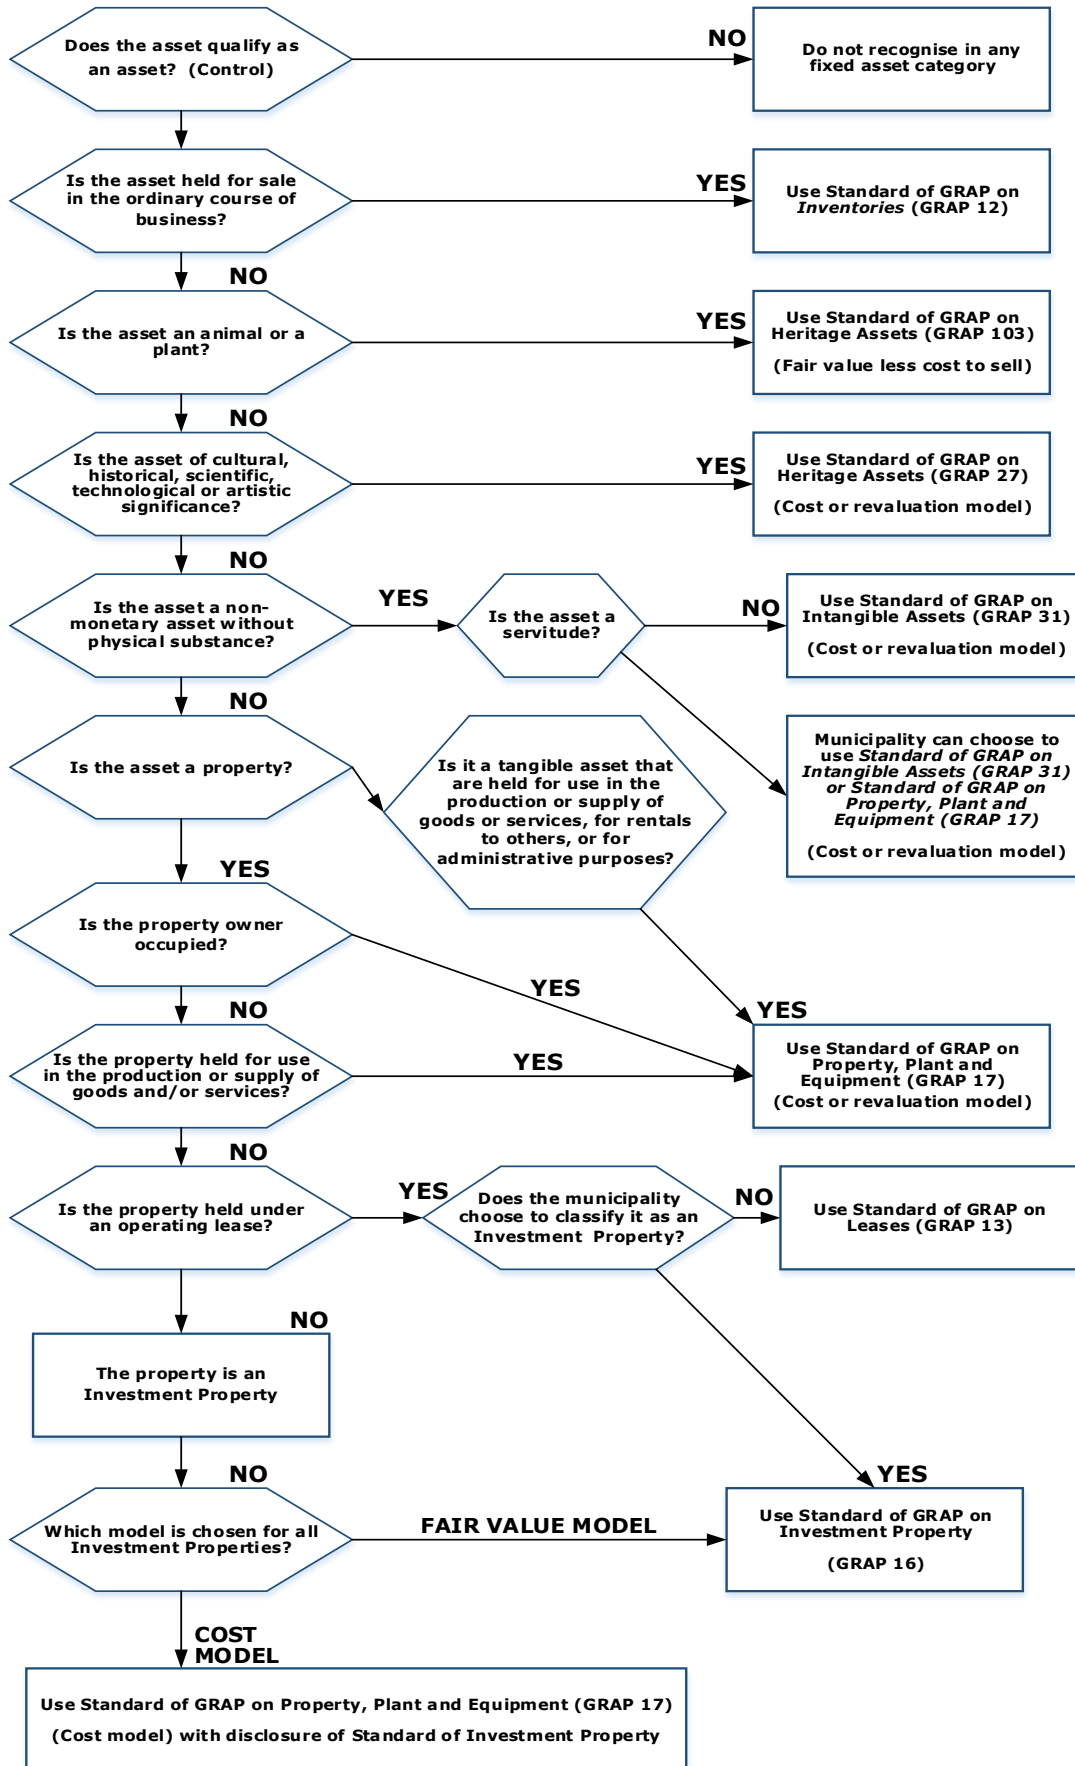 Does the asset qualify as
an asset? (Control)
NO
Do not recognise in any
fixed asset category
Is the asset held for sale
in the ordinary course of
business?
YES
Use Standard of GRAP on
Inventories (GRAP 12)
NO
Is the asset an animal or a
plant?
YES
Use Standard of GRAP on
Heritage Assets (GRAP 103)
(Fair value less cost to sell)
NO
Is the asset of cultural,
historical, scientific,
technological or artistic
significance?
YES
Use Standard of GRAP on
Heritage Assets (GRAP 27)
(Cost or revaluation model)
NO
Is the asset a non-
monetary asset without
physical substance?
YES
Is the asset a
servitude?
NO
Use Standard of GRAP on
Intangible Assets (GRAP 31)
(Cost or revaluation model)
NO
Is the asset a property?
Is it a tangible asset that
are held for use in the
production or supply of
goods or services, for rentals
to others, or for
administrative purposes?
Municipality can choose to
use Standard of GRAP on
Intangible Assets (GRAP 31)
or Standard of GRAP on
Property, Plant and
Equipment (GRAP 17)
(Cost or revaluation model)
YES
Is the property owner
occupied?
YES
YES
NO
Is the property held for use
in the production or supply of
goods and/or services?
YES
Use Standard of GRAP on
Property, Plant and
Equipment (GRAP 17)
(Cost or revaluation model)
NO
Is the property held under
an operating lease?
YES
Does the municipality
choose to classify it as an
Investment Property?
NO
Use Standard of GRAP on
Leases (GRAP 13)
NO
The property is an
Investment Property
NO
YES
Which model is chosen for all
Investment Properties?
FAIR VALUE MODEL
Use Standard of GRAP on
Investment Property
(GRAP 16)
COST
MODEL
Use Standard of GRAP on Property, Plant and Equipment (GRAP 17)
(Cost model) with disclosure of Standard of Investment Property